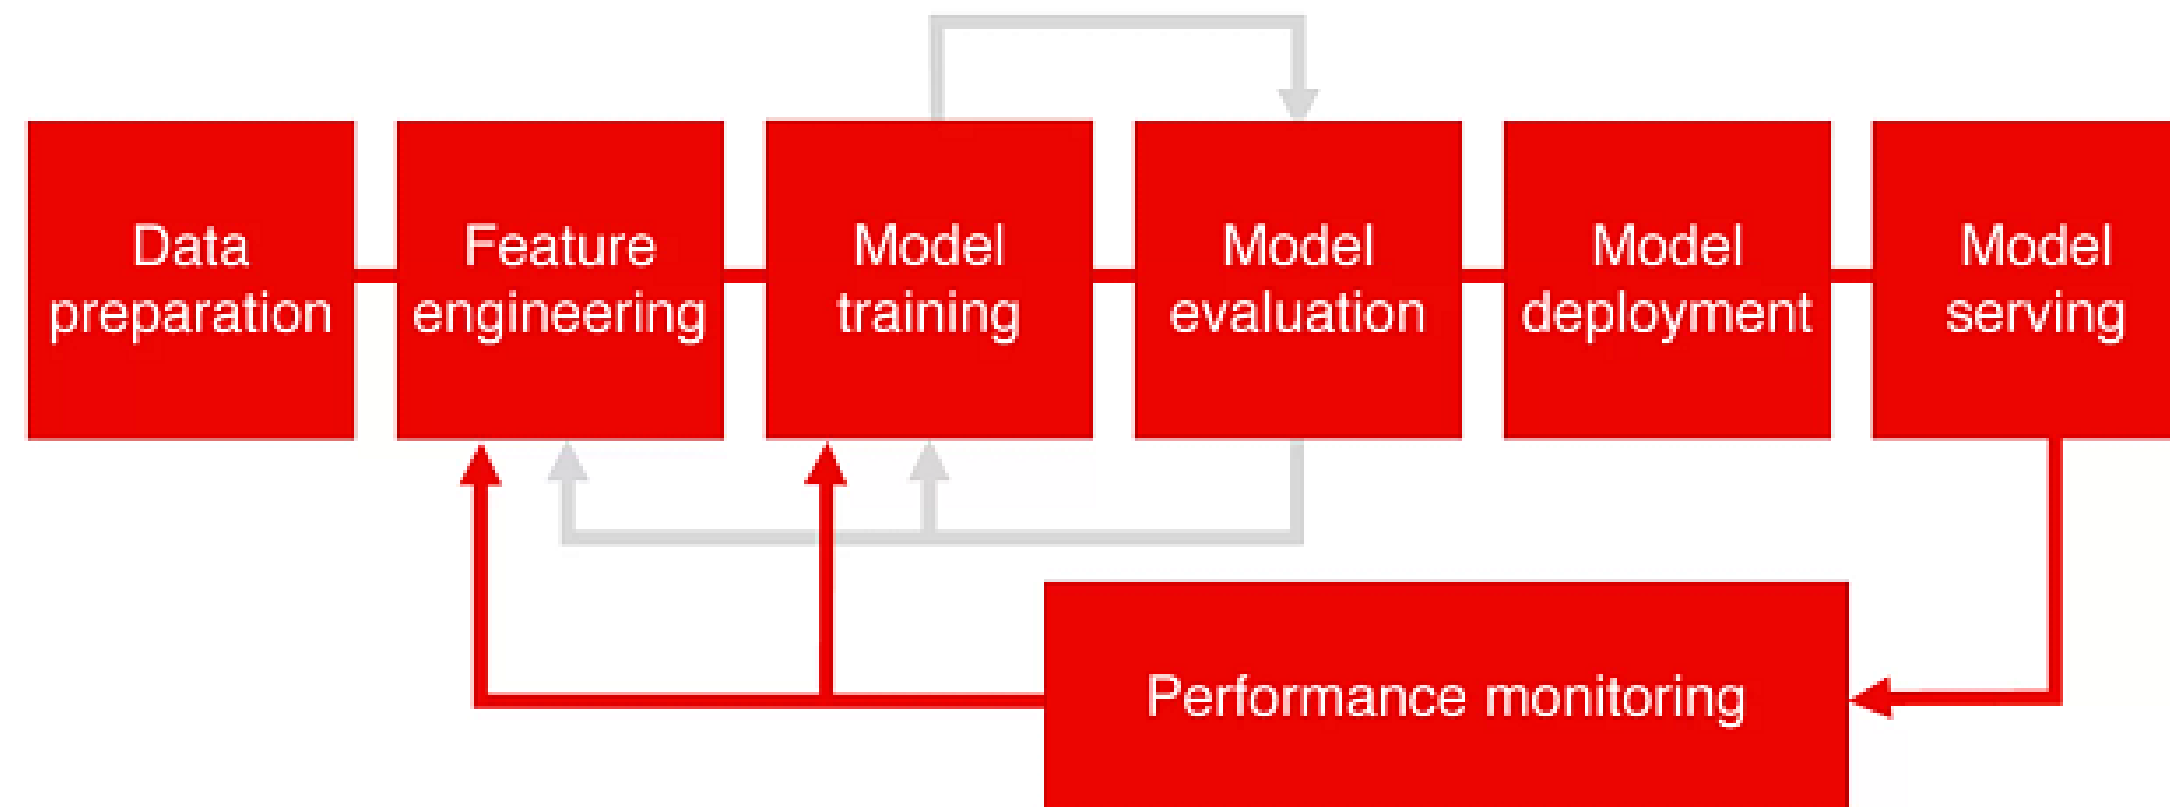 Data
preparation
Feature
engineering
Model
training
Model
evaluation
Model
deployment
Model
serving
Performance monitoring